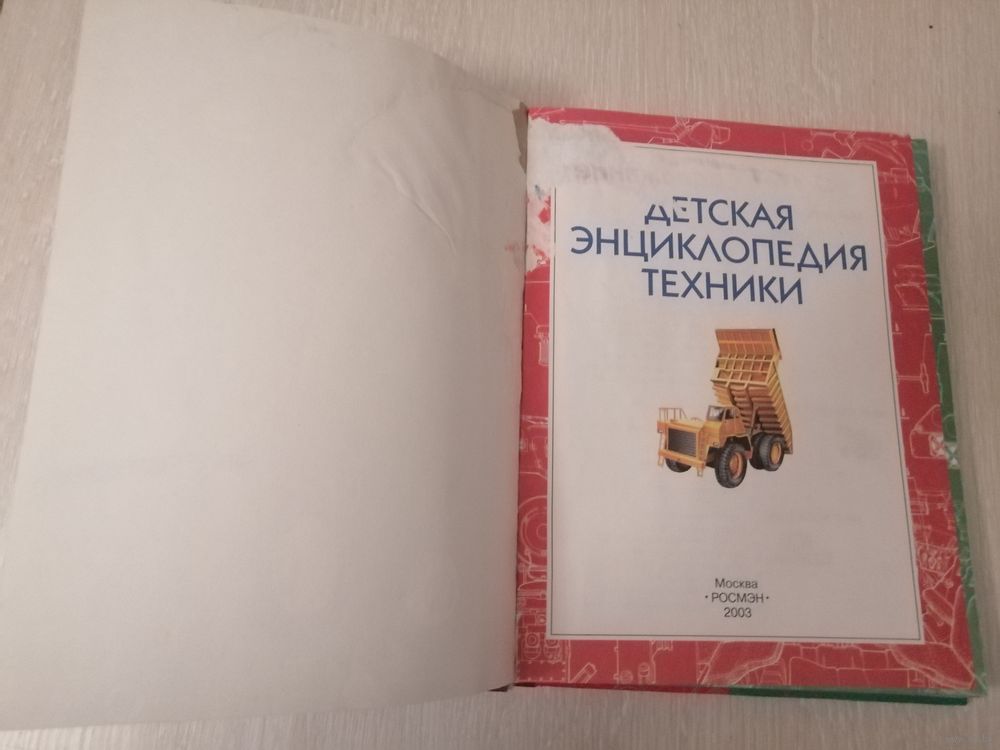 ДЕТСКАЯ
ЭНЦИКЛОПЕДИЯ
ТЕХНИКИ
Москва
• РОСМЭН •
2003